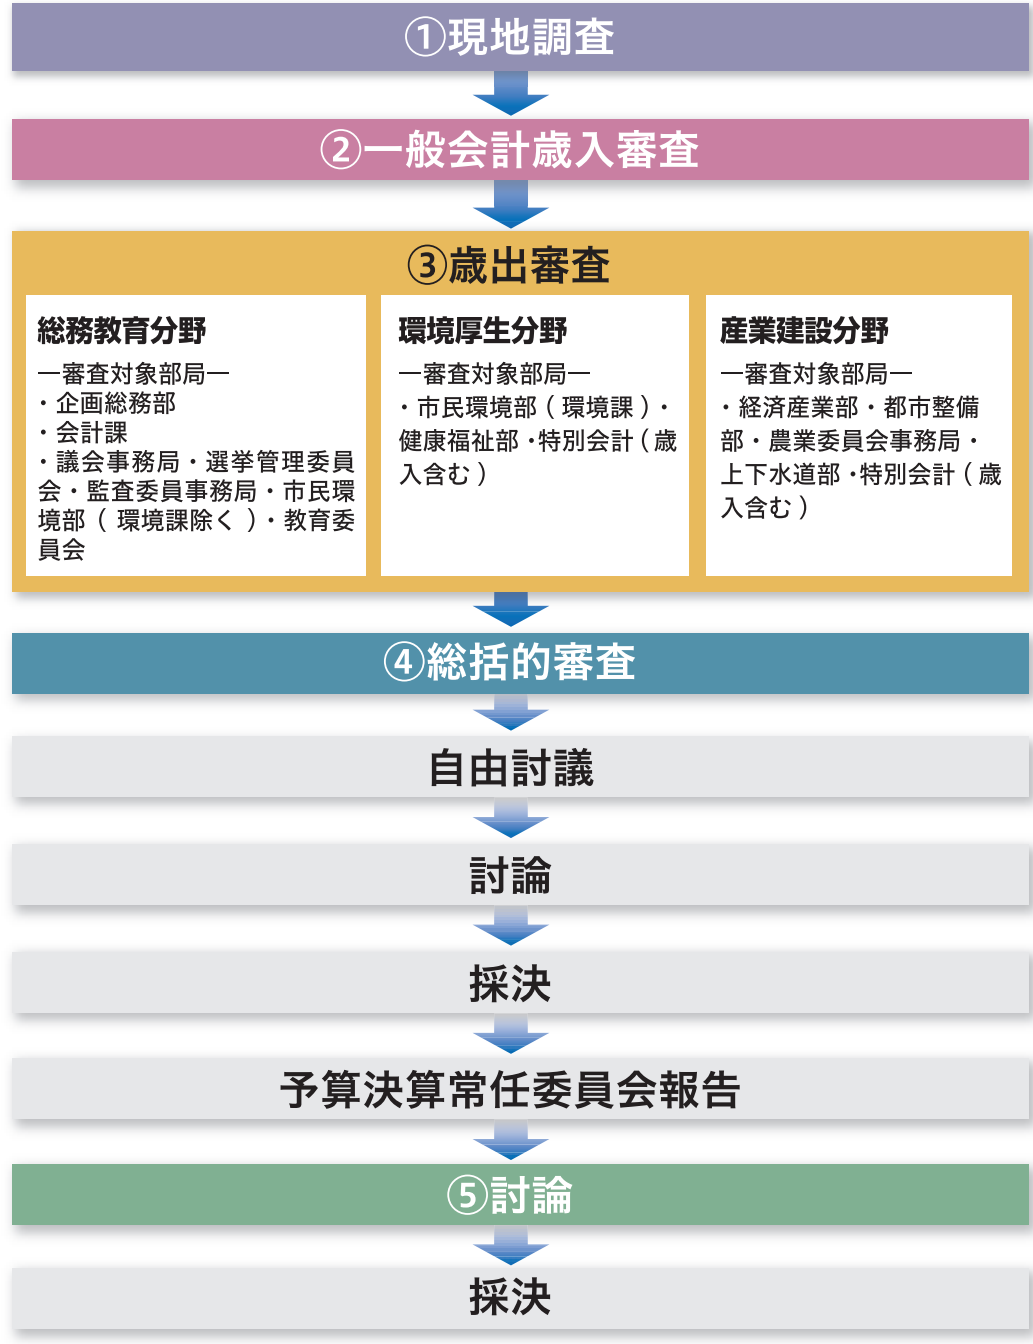 ①現地調査
②一般会計歳入審査
③歳出審査
総務教育分野
―審査対象部局―
・企画総務部
・会計課
・議会事務局・選挙管理委員
会・監査委員事務局・市民環
境部（環境課除く）・教育委
員会
環境厚生分野
―審査対象部局―
・市民環境部（環境課）・
健康福祉部・特別会計（歳
入含む）
産業建設分野
―審査対象部局―
・経済産業部・都市整備
部・農業委員会事務局・
上下水道部・特別会計（歳
入含む）
④総括的審査
自由討議
討論
採決
予算決算常任委員会報告
⑤討論
採決